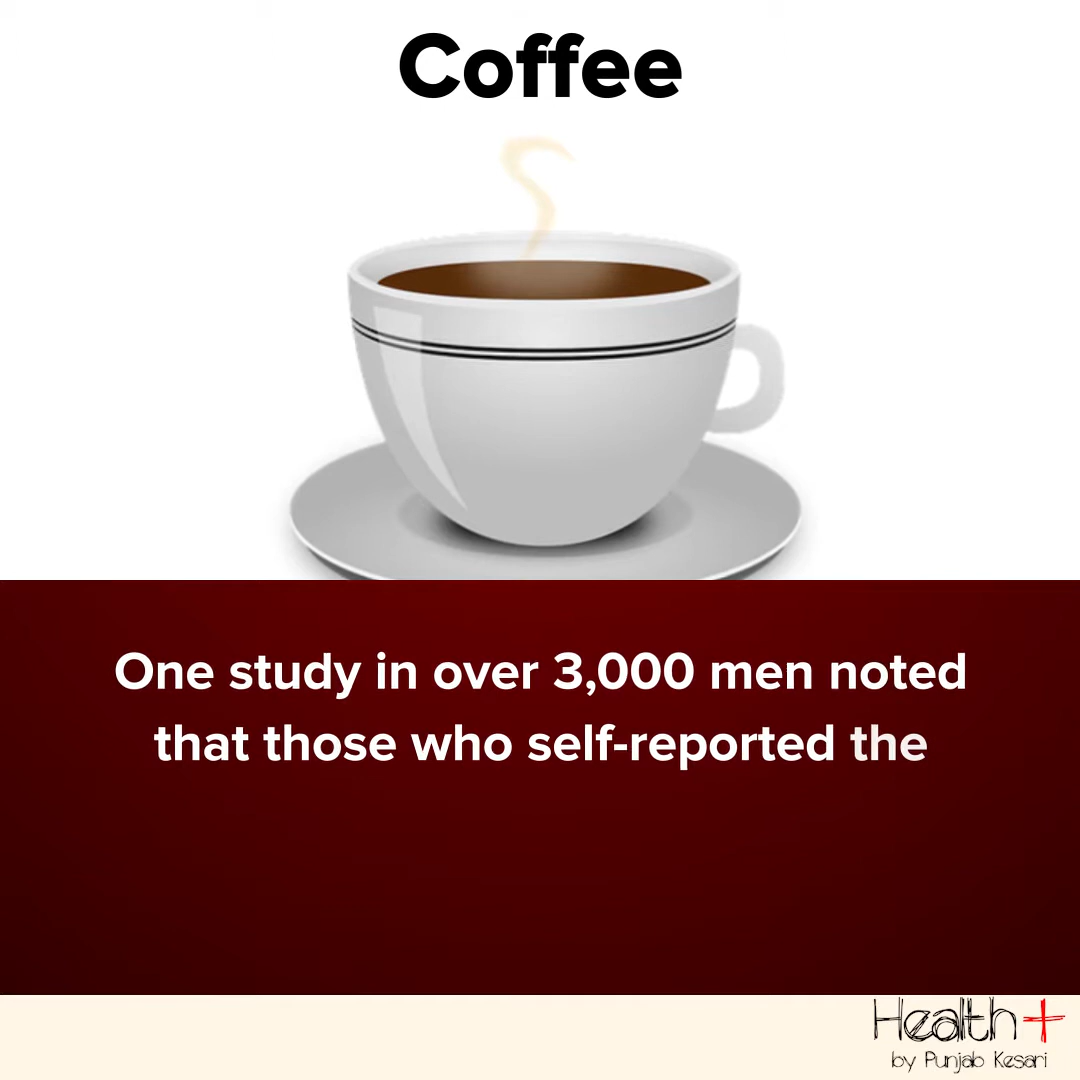 Coffee
One study in over 3,000 men noted
that those who self-reported the
Health+
by Punjab Kesari